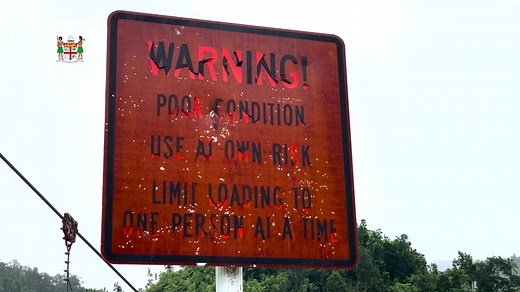 WARNING!
POOR CONDITION
USE AT OWN RISK
LIMIT LOADING TO
ONE PERSON AT A TIME